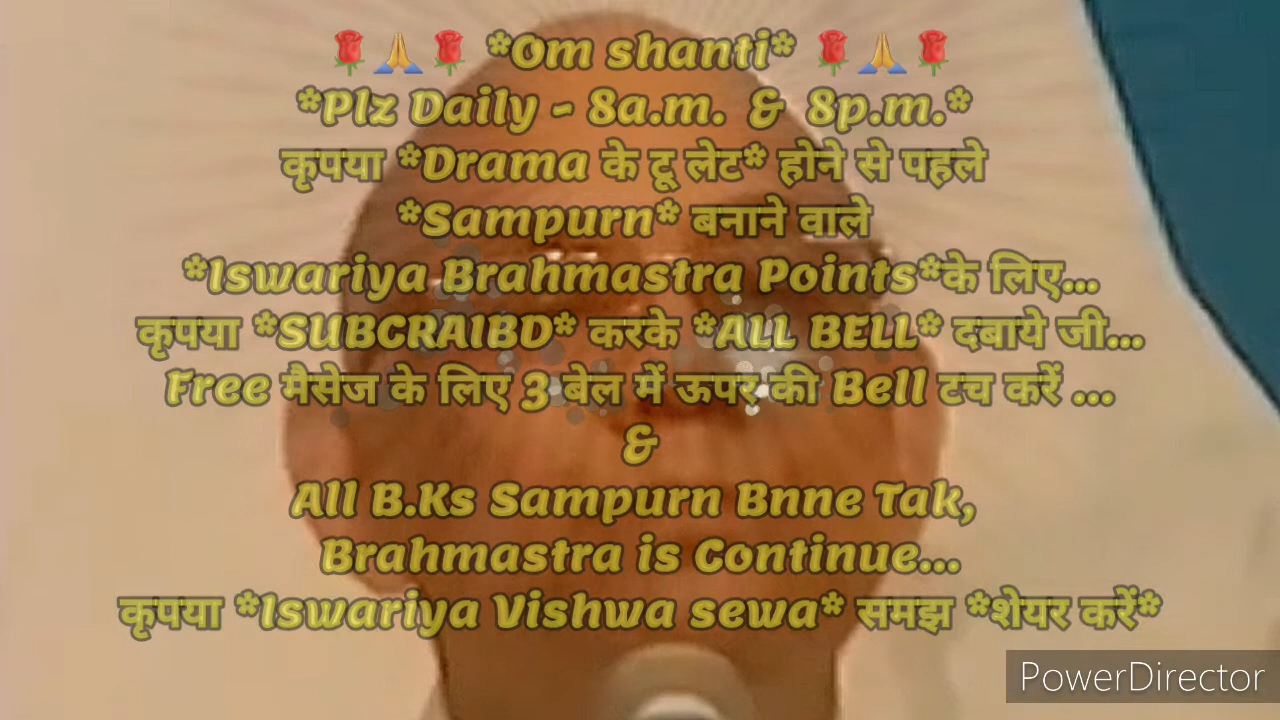 🌹🙏🌹 *Om shanti* 🌹🙏🌹
*Plz Daily - 8a.m. & 8p.m.*
कृपया *Drama के टू लेट* होने से पहले
*Sampurn* बनाने वाले
*Iswariya Brahmastra Points*के लिए...
कृपया *SUBCRAIBD* करके *ALL BELL* दबाये जी...
Free मैसेज के लिए 3 बेल में ऊपर की Bell टच करें ...
&
All B.Ks Sampurn Bnne Tak,
Brahmastra is Continue...
कृपया *Iswariya Vishwa sewa* समझ *शेयर करें*
PowerDirector